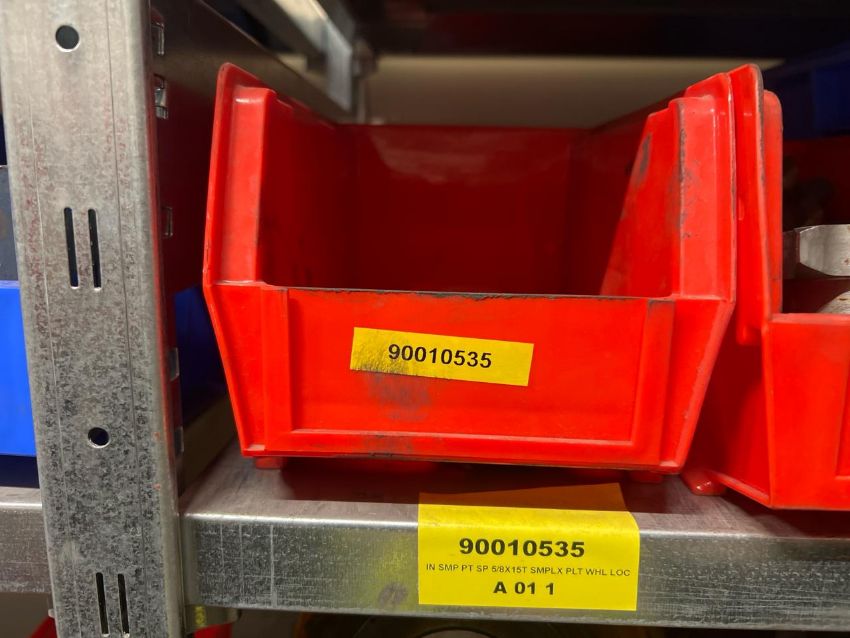 90010535
90010535
IN SMP PT SP 5/8X15T SMPLX PLT WHL LOC
A 01 1